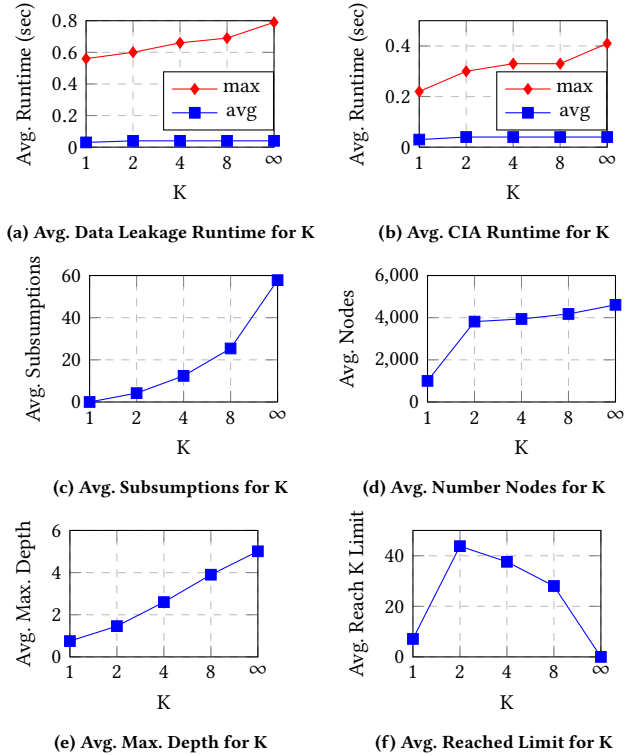 Avg. Runtime (sec)
0.8
0.6
0.4
0.2
0
max
avg
1 2 4 8 ∞
K
(a) Avg. Data Leakage Runtime for K
Avg. Runtime (sec)
0.4
0.2
0
max
avg
1 2 4 8 ∞
K
(b) Avg. CIA Runtime for K
Avg. Subsumptions
60
40
20
0
1 2 4 8 ∞
K
(c) Avg. Subsumptions for K
Avg. Nodes
6,000
4,000
2,000
0
1 2 4 8 ∞
K
(d) Avg. Number Nodes for K
Avg. Max. Depth
6
4
2
0
1 2 4 8 ∞
K
(e) Avg. Max. Depth for K
Avg. Reach K Limit
40
20
0
1 2 4 8 ∞
K
(f) Avg. Reached Limit for K